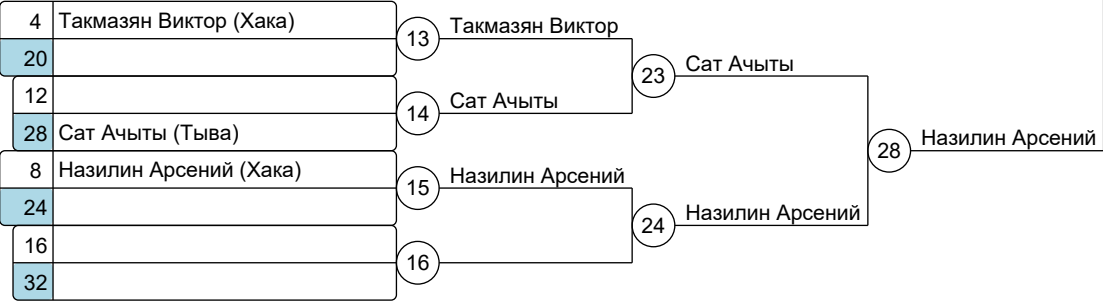 4 Такмазян Виктор (Хака)
20
12
28 Сат Ачыты (Тыва)
8 Назилин Арсений (Хака)
24
16
32
13 Такмазян Виктор
14 Сат Ачыты
15 Назилин Арсений
16
23 Сат Ачыты
24 Назилин Арсений
28 Назилин Арсений